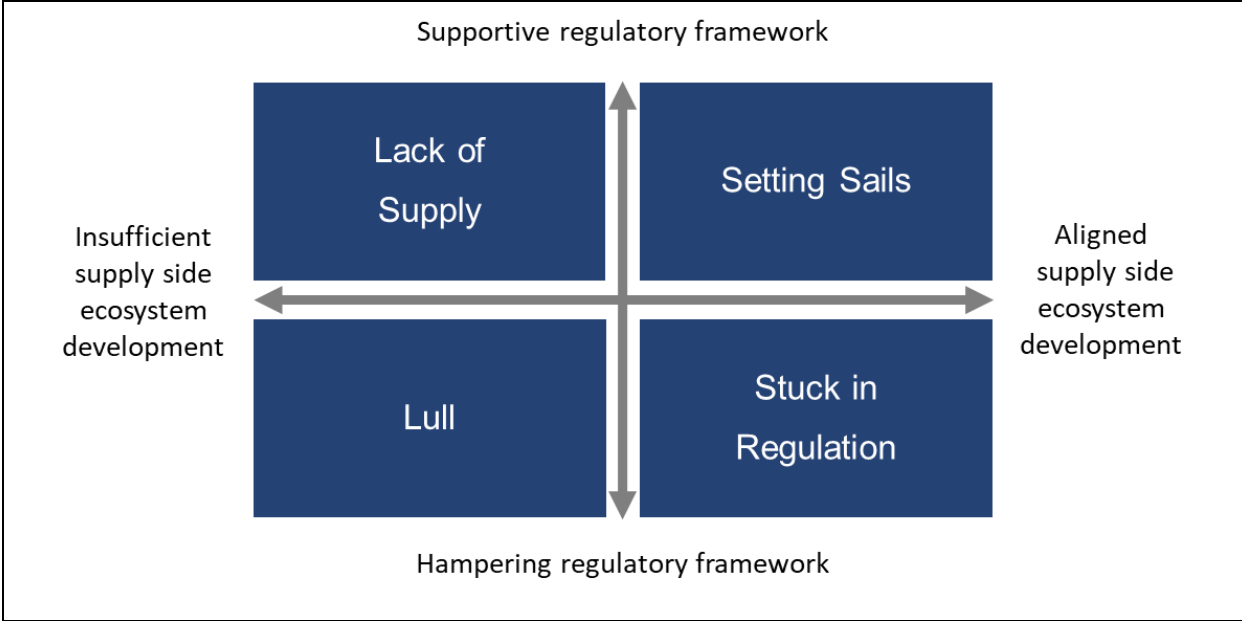 Supportive regulatory framework
Lack of
Supply
Setting Sails
Insufficient
supply side
ecosystem
development
Aligned
supply side
ecosystem
development
Lull
Stuck in
Regulation
Hampering regulatory framework